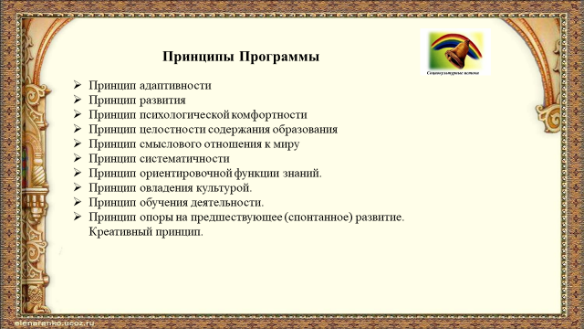 Принципы Программы
Социокультурные истоки
Принцип адаптивности
Принцип развития
Принцип психологической комфортности
Принцип целостности содержания образования
Принцип смыслового отношения к миру
Принцип систематичности
Принцип ориентировочной функции знаний.
Принцип овладения культурой.
Принцип обучения деятельности.
Принцип опоры на предшествующее (спонтанное) развитие.
Креативный принцип.
elenaranko.ucoz.ru